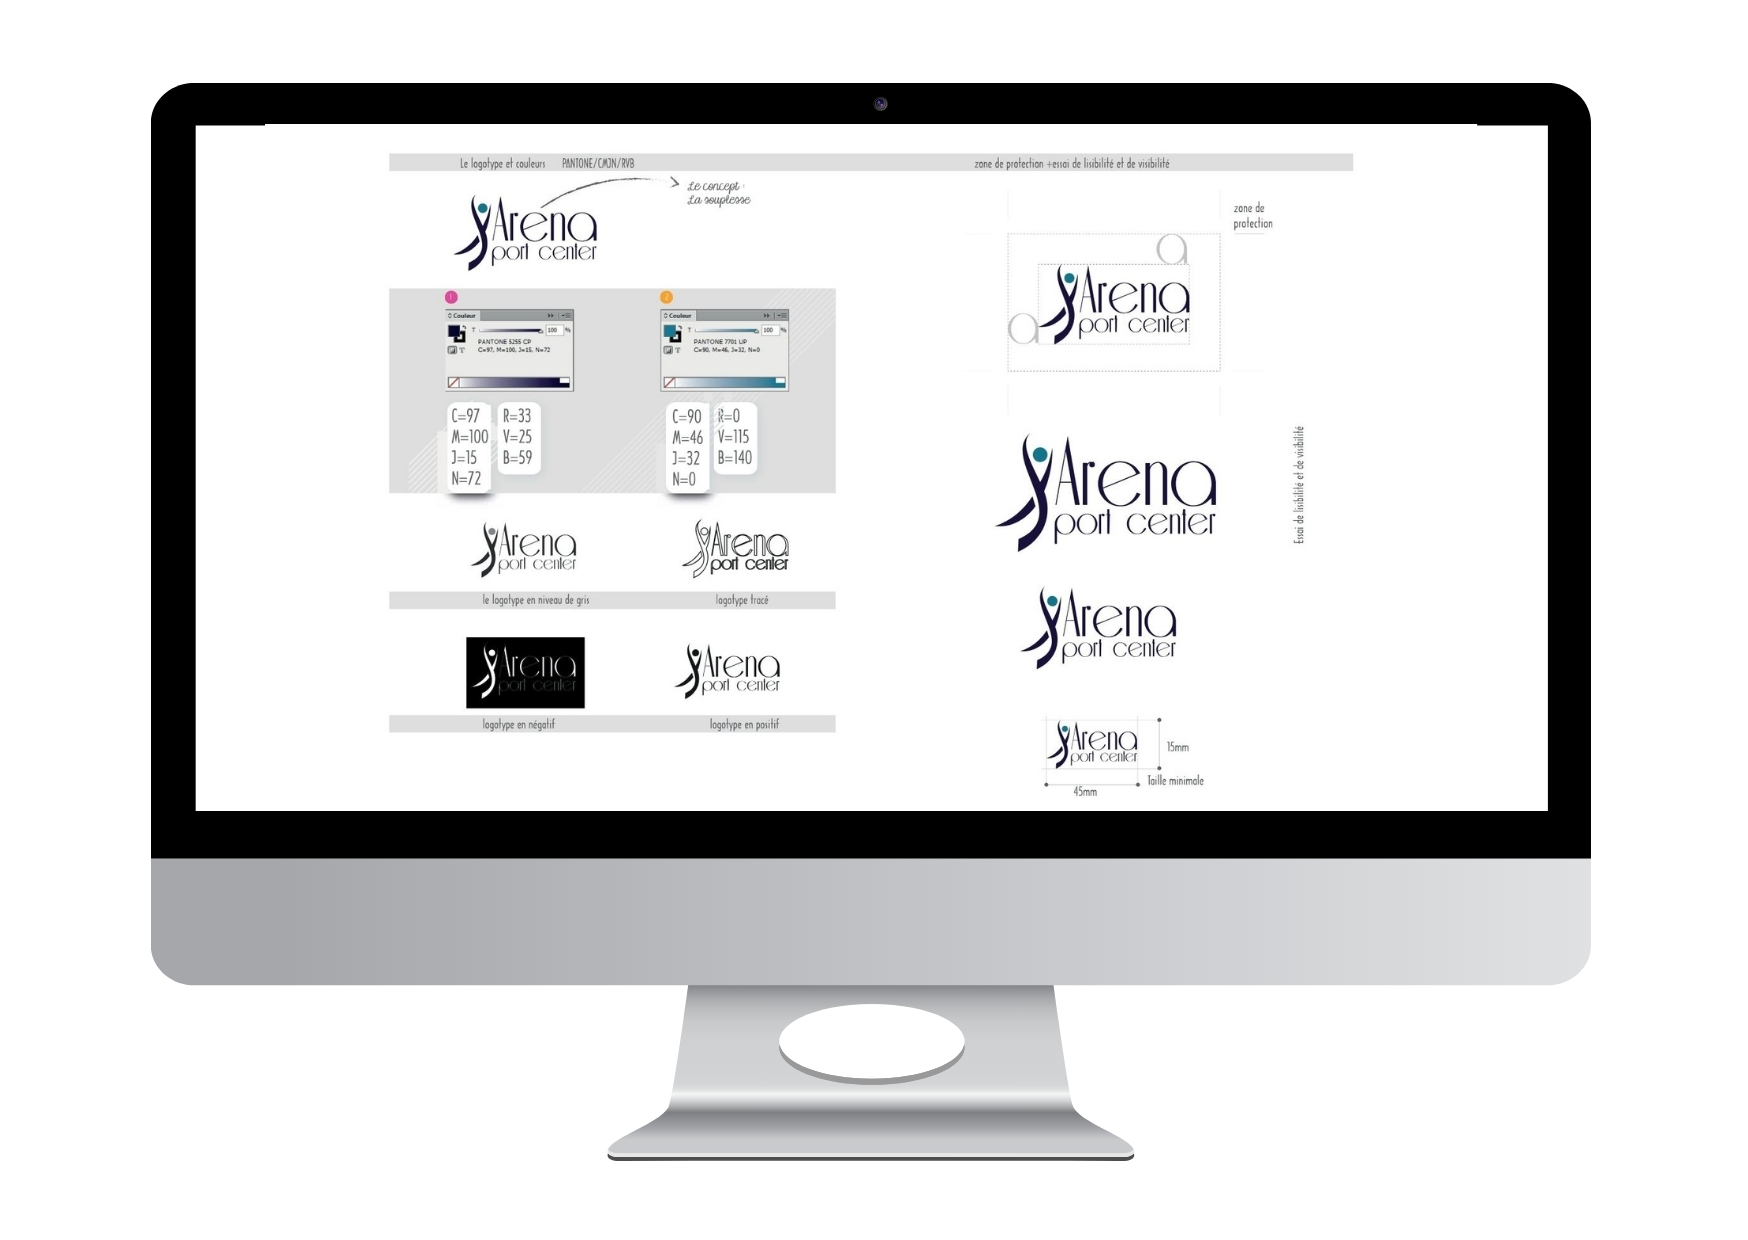 Le logotype et couleurs PANTONE/CMJN/RVB
Le concept :
La souplesse
Arena
port center
1
2
Couleur
T 100 %
PANTONE 5255 CP
C=97, M=100, J=15, N=72
Couleur
T 100 %
PANTONE 7701 UP
C=90, M=46, J=32, N=0
C=97
M=100
J=15
N=72
R=33
V=25
B=59
C=90
M=46
J=32
N=0
R=0
V=115
B=140
Arena
port center
Arena
port center
le logotype en niveau de gris
logotype tracé
Arena
port center
Arena
port center
logotype en négatif
logotype en positif
zone de protection +essai de lisibilité et de visibilité
zone de
protection
a
Arena
port center
a
Arena
port center
Essai de lisibilité et de visibilité
Arena
port center
Arena
port center
15mm
Taille minimale
45mm